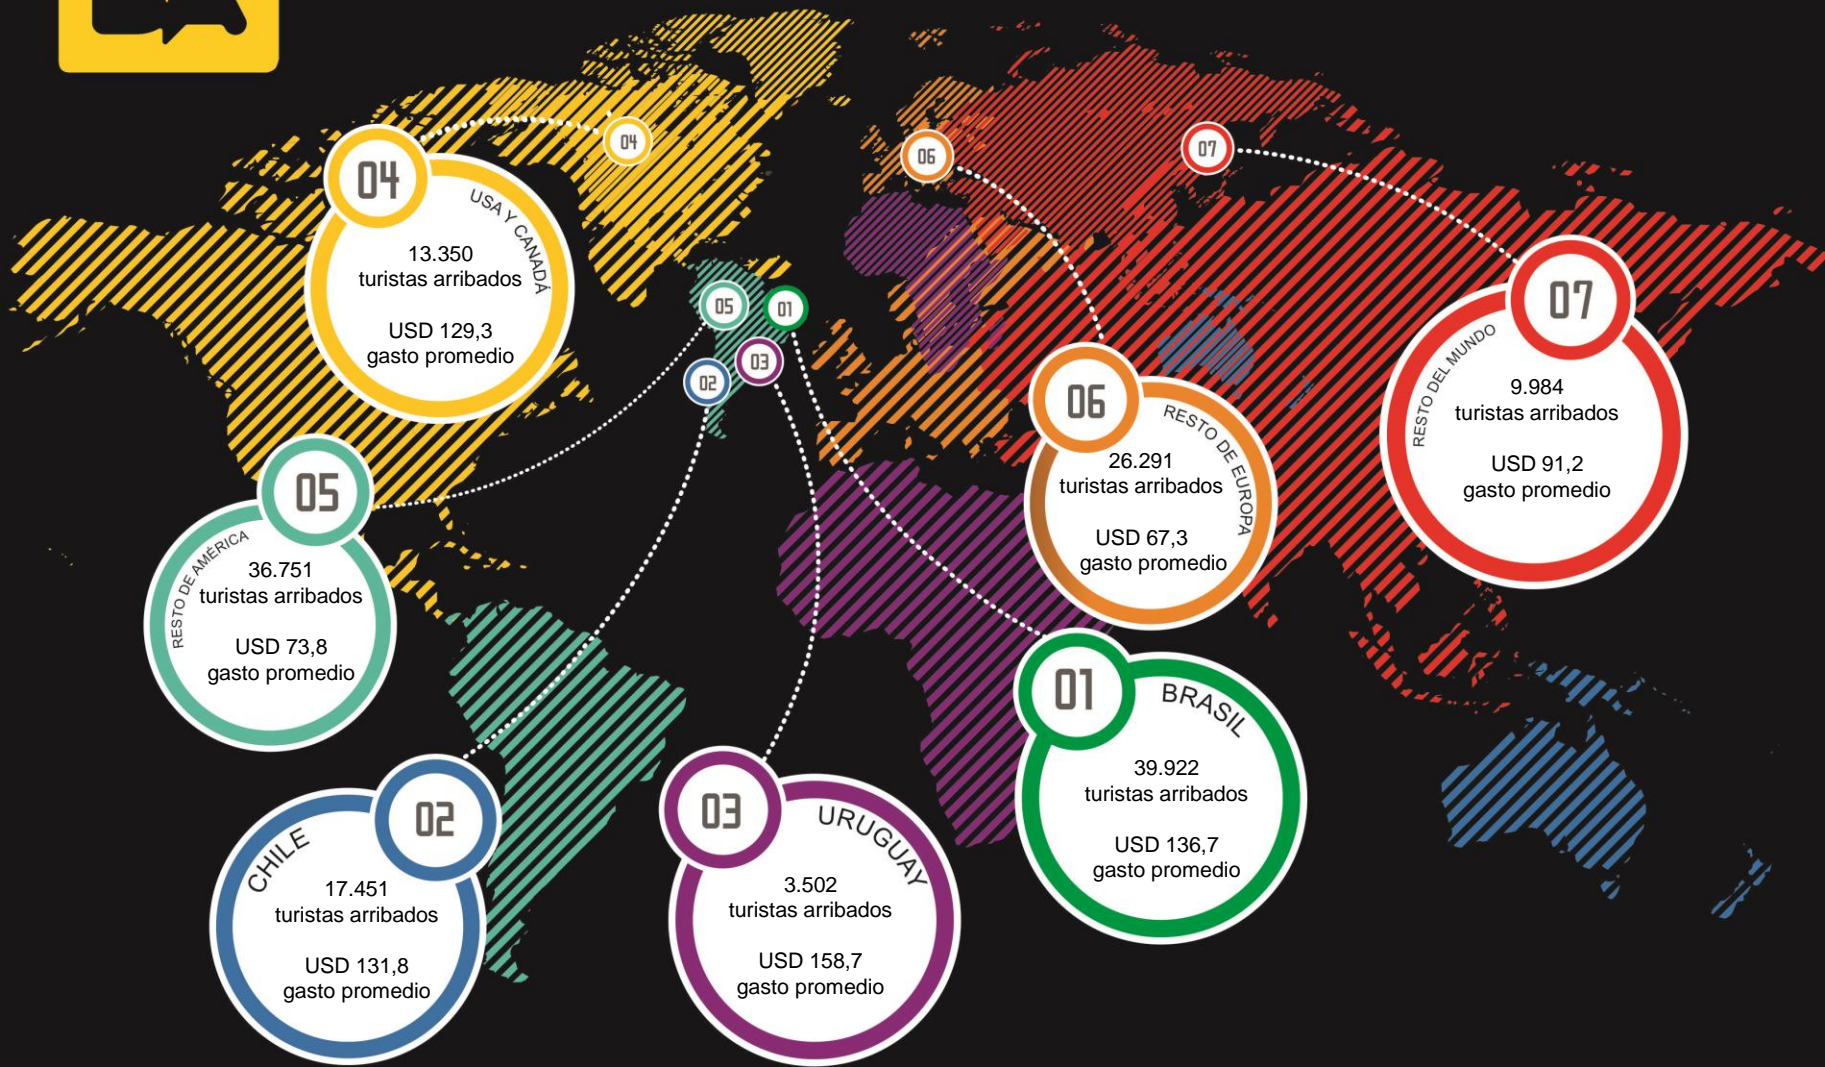 04
USA Y CANADÁ
13.350
turistas arribados
USD 129,3
gasto promedio
04
06
07
05
01
03
02
07
RESTO DEL MUNDO
9.984
turistas arribados
USD 91,2
gasto promedio
06
RESTO DE EUROPA
26.291
turistas arribados
USD 67,3
gasto promedio
05
RESTO DE AMÉRICA
36.751
turistas arribados
USD 73,8
gasto promedio
01
BRASIL
39.922
turistas arribados
USD 136,7
gasto promedio
02
CHILE
17.451
turistas arribados
USD 131,8
gasto promedio
03
URUGUAY
3.502
turistas arribados
USD 158,7
gasto promedio